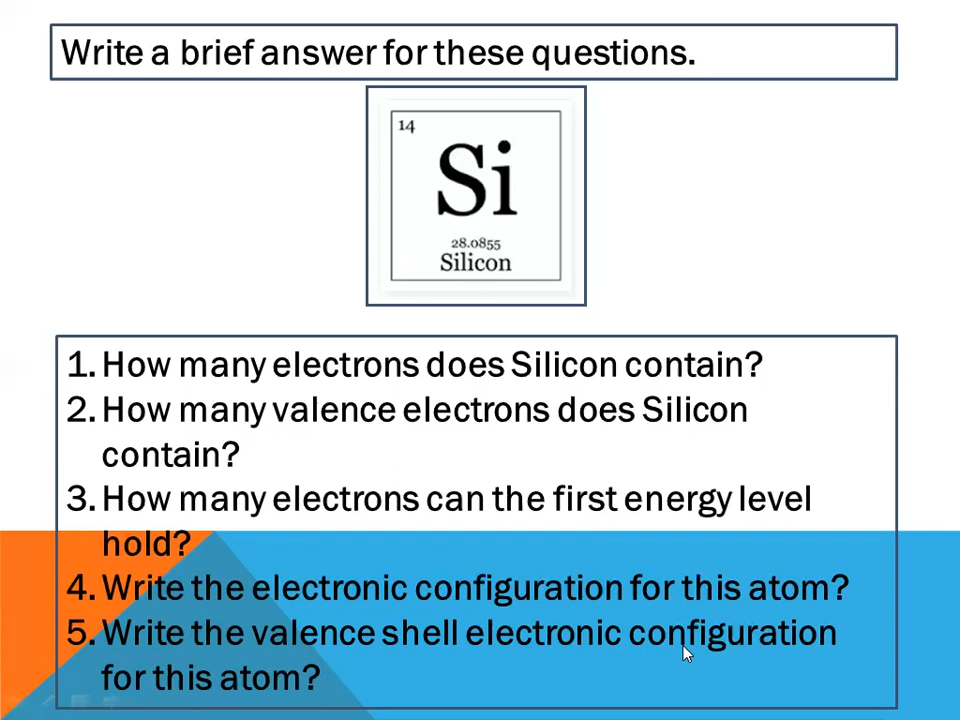 Write a brief answer for these questions.
14
Si
28.0855
Silicon
1. How many electrons does Silicon contain?
2. How many valence electrons does Silicon
contain?
3. How many electrons can the first energy level
hold?
4. Write the electronic configuration for this atom?
5. Write the valence shell electronic configuration
for this atom?